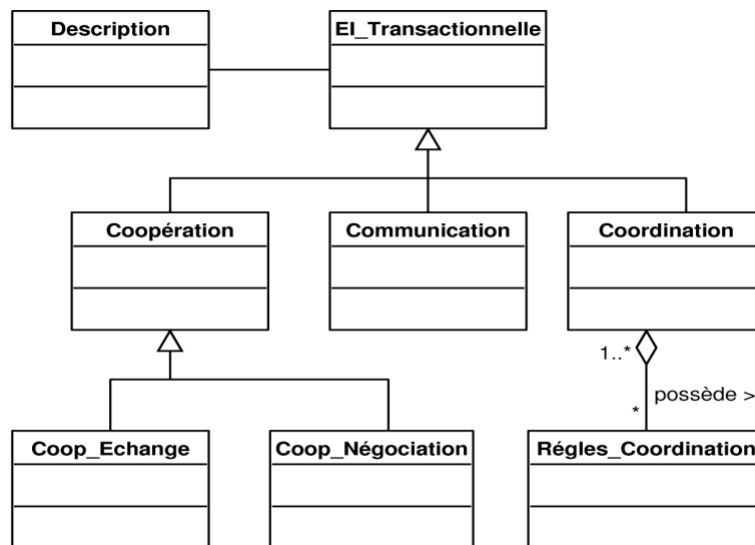 Description
EI_Transactionnelle
Coopération
Communication
Coordination
1..*
possède >
*
Coop_Echange
Coop_Négociation
Régles_Coordination